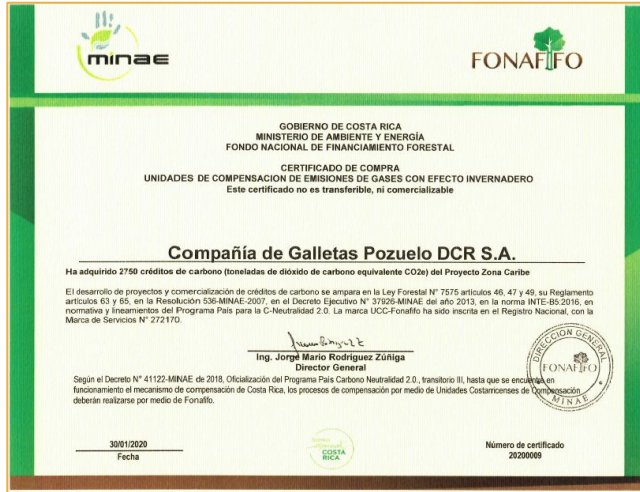 minae
FONAFIFO
GOBIERNO DE COSTA RICA
MINISTERIO DE AMBIENTE Y ENERGÍA
FONDO NACIONAL DE FINANCIAMIENTO FORESTAL
CERTIFICADO DE COMPRA
UNIDADES DE COMPENSACION DE EMISIONES DE GASES CON EFECTO INVERNADERO
Este certificado no es transferible, ni comercializable
Compañía de Galletas Pozuelo DCR S.A.
Ha adquirido 2750 créditos de carbono (toneladas de dióxido de carbono equivalente CO2e) del Proyecto Zona Caribe
El desarrollo de proyectos y comercialización de créditos de carbono se ampara en la Ley Forestal N° 7575 artículos 46, 47 y 49, su Reglamento
artículos 63 y 65, en la Resolución 536-MINAE-2007, en el Decreto Ejecutivo N° 37926-MINAE del año 2013, en la norma INTE-B5:2016, en
normativa y lineamientos del Programa País para la C-Neutralidad 2.0. La marca UCC-Fonafifo ha sido inscrita en el Registro Nacional, con la
Marca de Servicios N° 272170.
Ing. Jorge Mario Rodríguez Zúñiga
Director General
DIRECCION GENERAL
FONAFIFO
MINAE
Según el Decreto N° 41122-MINAE de 2018, Oficialización del Programa País Carbono Neutralidad 2.0., transitorio III, hasta que se encuentre en
funcionamiento el mecanismo de compensación de Costa Rica, los procesos de compensación por medio de Unidades Costarricenses de Compensación
deberán realizarse por medio de Fonafifo.
30/01/2020
Fecha
COSTA
RICA
Número de certificado
20200009